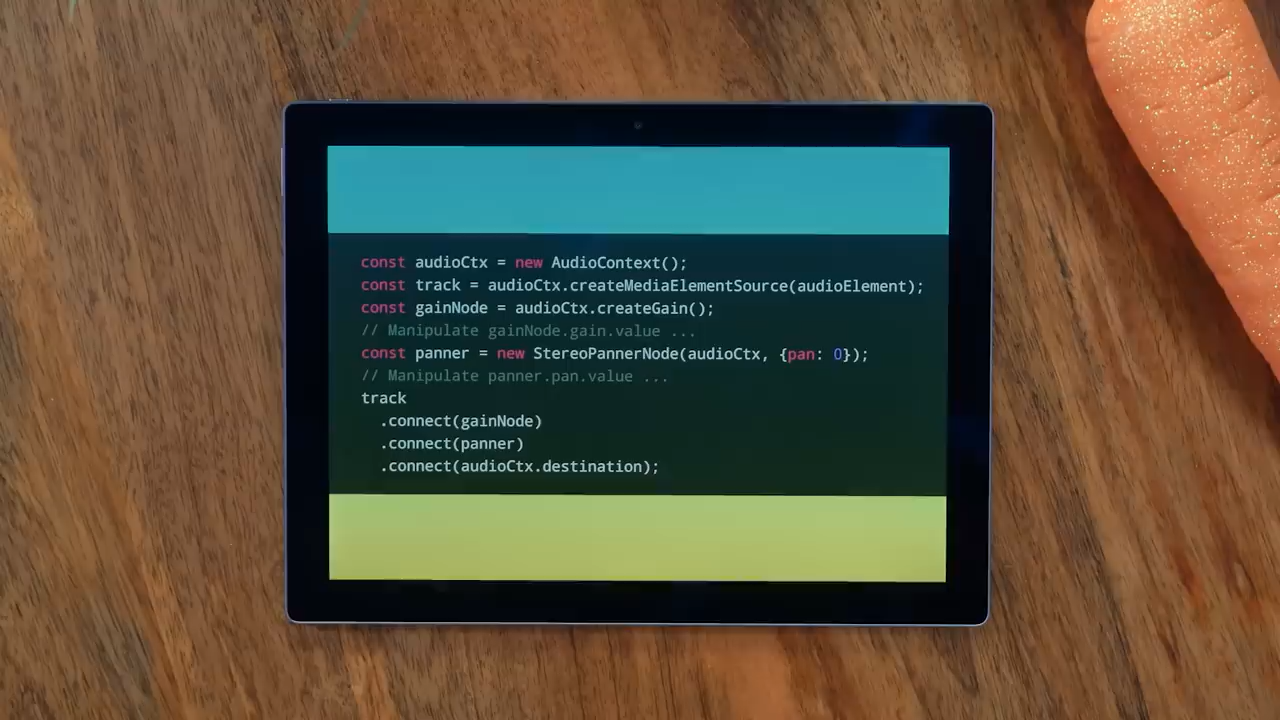 const audioCtx = new AudioContext();
const track = audioCtx.createMediaElementSource(audioElement);
const gainNode = audioCtx.createGain();
// Manipulate gainNode.gain.value ...
const panner = new StereoPannerNode(audioCtx, {pan: 0});
// Manipulate panner.pan.value ...
track
  .connect(gainNode)
  .connect(panner)
  .connect(audioCtx.destination);